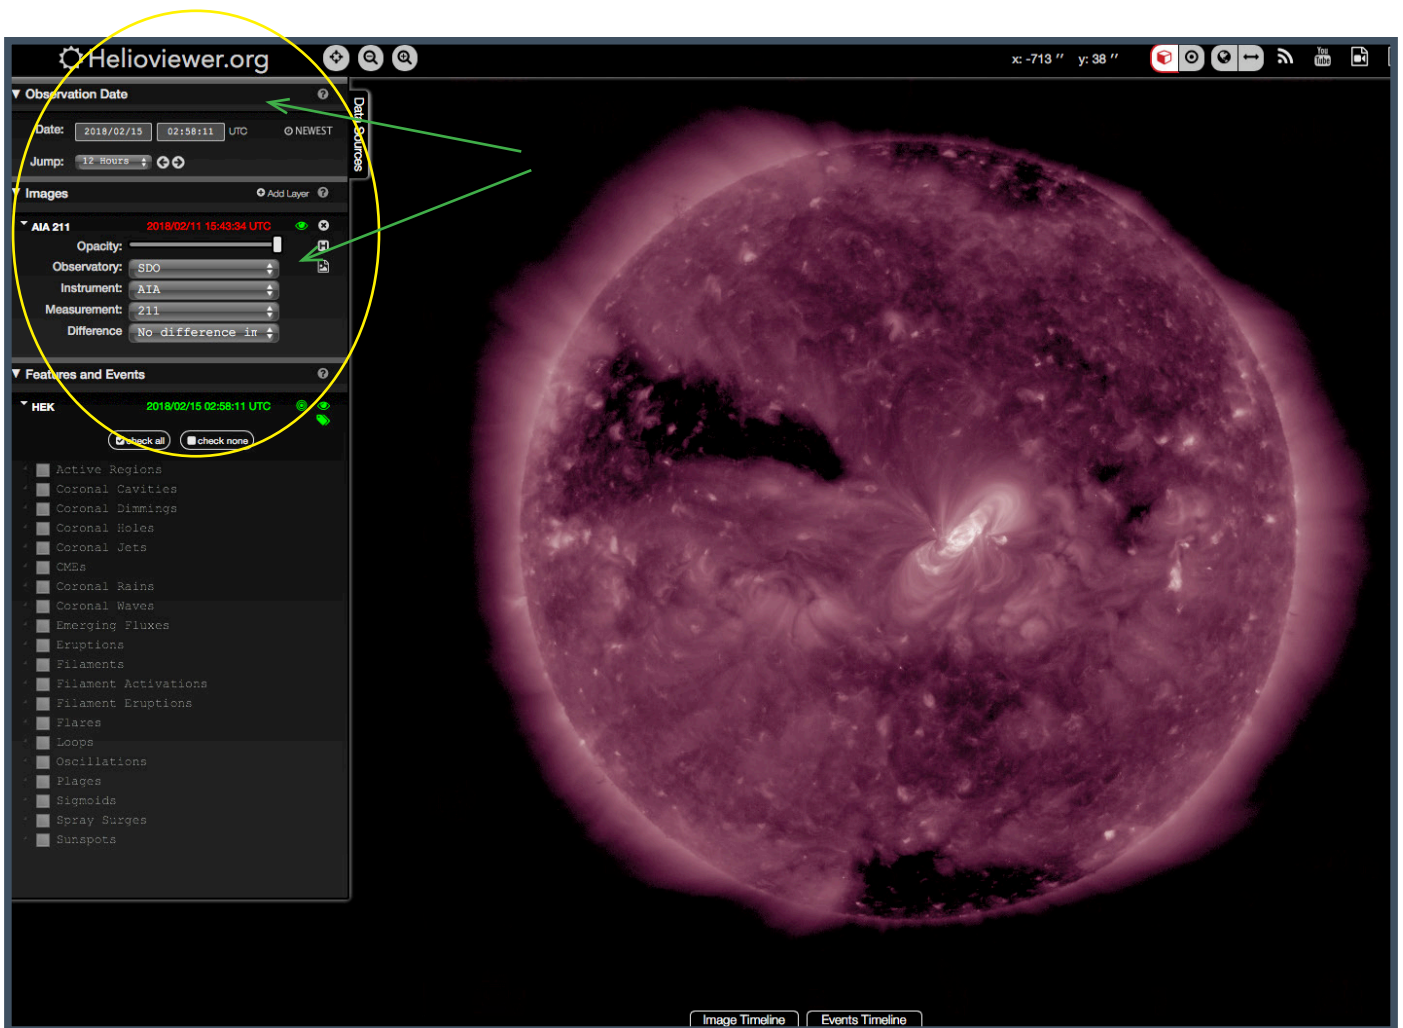 Helioviewer.org
x: -713 ″ y: 38 ″
You
Tube
Observation Date
Date: 2018/02/15 02:58:11 UTC NEWEST
Jump: 12 Hours
Data Sources
Images Add Layer
AIA 211 2018/02/11 15:43:34 UTC
Opacity:
Observatory: SDO
Instrument: AIA
Measurement: 211
Difference No difference im
Features and Events
HEK 2018/02/15 02:58:11 UTC
check all check none
Active Regions
Coronal Cavities
Coronal Dimmings
Coronal Holes
Coronal Jets
CMEs
Coronal Rains
Coronal Waves
Emerging Fluxes
Eruptions
Filaments
Filament Activations
Filament Eruptions
Flares
Loops
Oscillations
Plages
Sigmoids
Spray Surges
Sunspots
Image Timeline Events Timeline